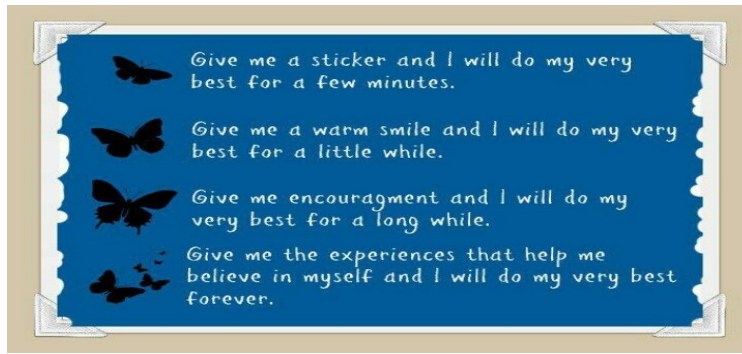 Give me a sticker and I will do my very
best for a few minutes.
Give me a warm smile and I will do my very
best for a little while.
Give me encouragment and I will do my
very best for a long while.
Give me the experiences that help me
believe in myself and I will do my very best
forever.